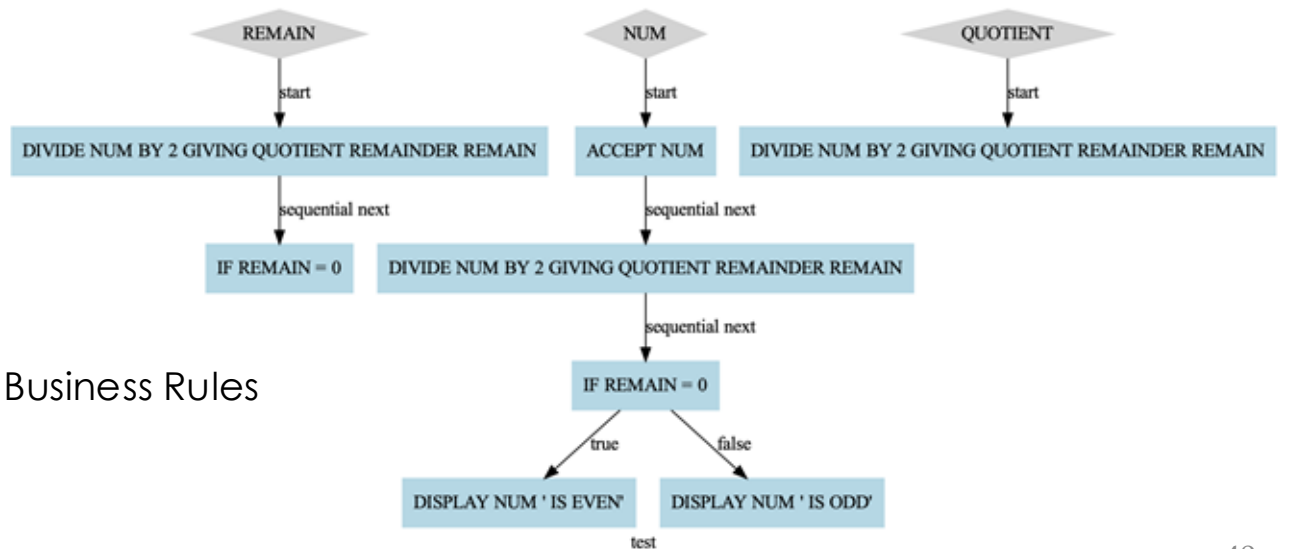 REMAIN
NUM
QUOTIENT
start
start
start
DIVIDE NUM BY 2 GIVING QUOTIENT REMAINDER REMAIN
ACCEPT NUM
DIVIDE NUM BY 2 GIVING QUOTIENT REMAINDER REMAIN
sequential next
sequential next
IF REMAIN = 0
DIVIDE NUM BY 2 GIVING QUOTIENT REMAINDER REMAIN
sequential next
Business Rules
IF REMAIN = 0
true
false
DISPLAY NUM ' IS EVEN'
DISPLAY NUM ' IS ODD'
test